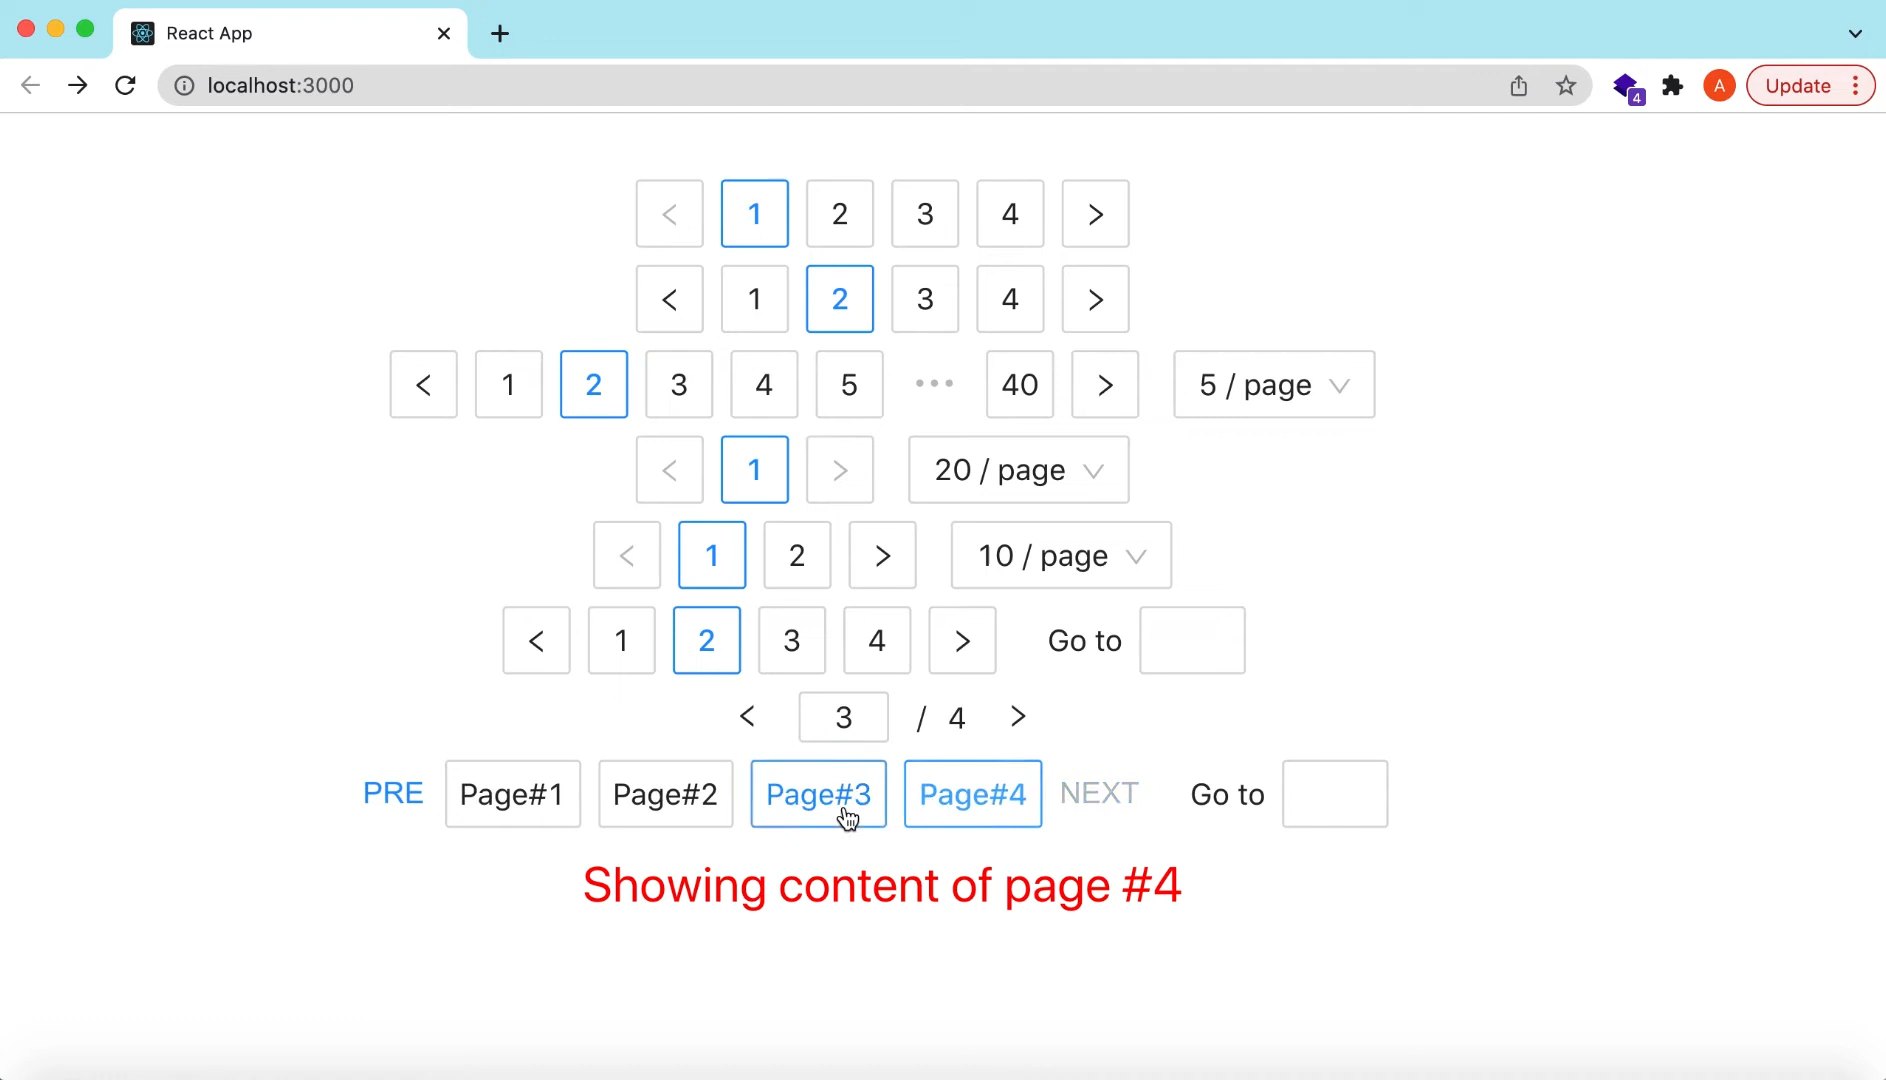 React App
localhost:3000
4
A
Update
< 1 2 3 4 >
< 1 2 3 4 >
< 1 2 3 4 5 ••• 40 > 5 / page
< 1 > 20 / page
< 1 2 > 10 / page
< 1 2 3 4 > Go to
< 3 / 4 >
PRE Page#1 Page#2 Page#3 Page#4 NEXT Go to
Showing content of page #4